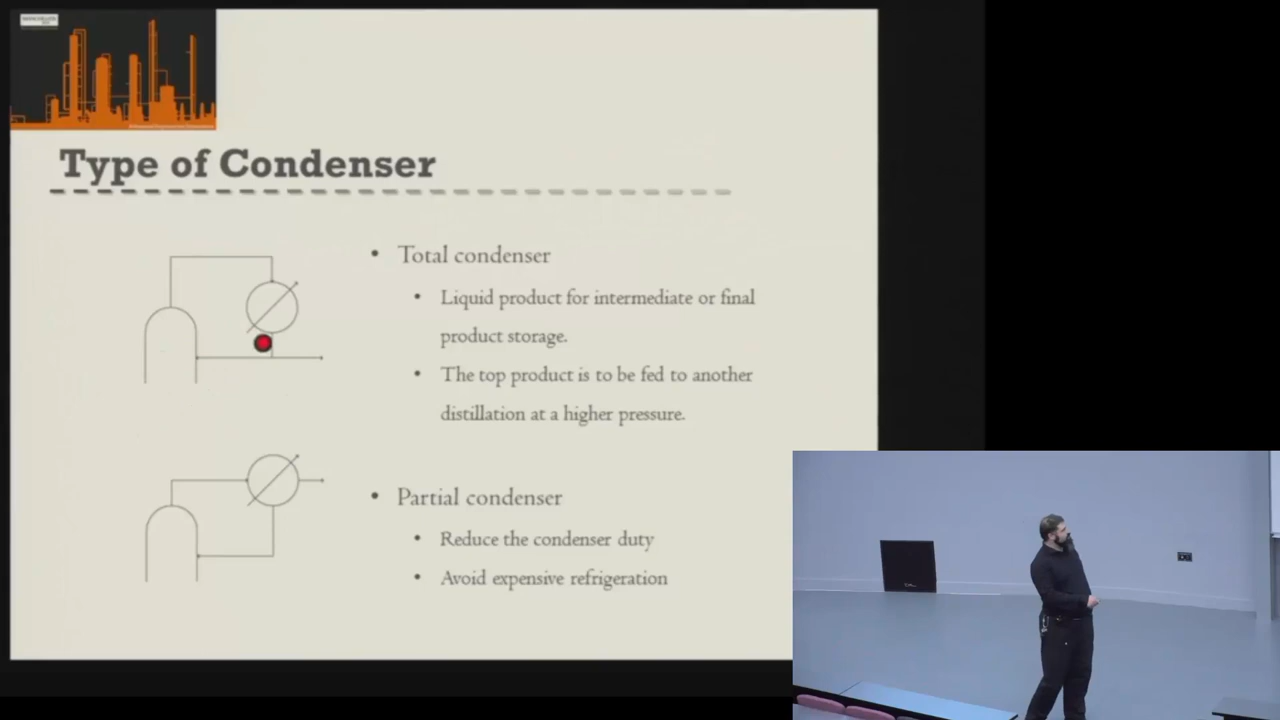 Type of Condenser
• Total condenser
• Liquid product for intermediate or final
product storage.
• The top product is to be fed to another
distillation at a higher pressure.
• Partial condenser
• Reduce the condenser duty
• Avoid expensive refrigeration